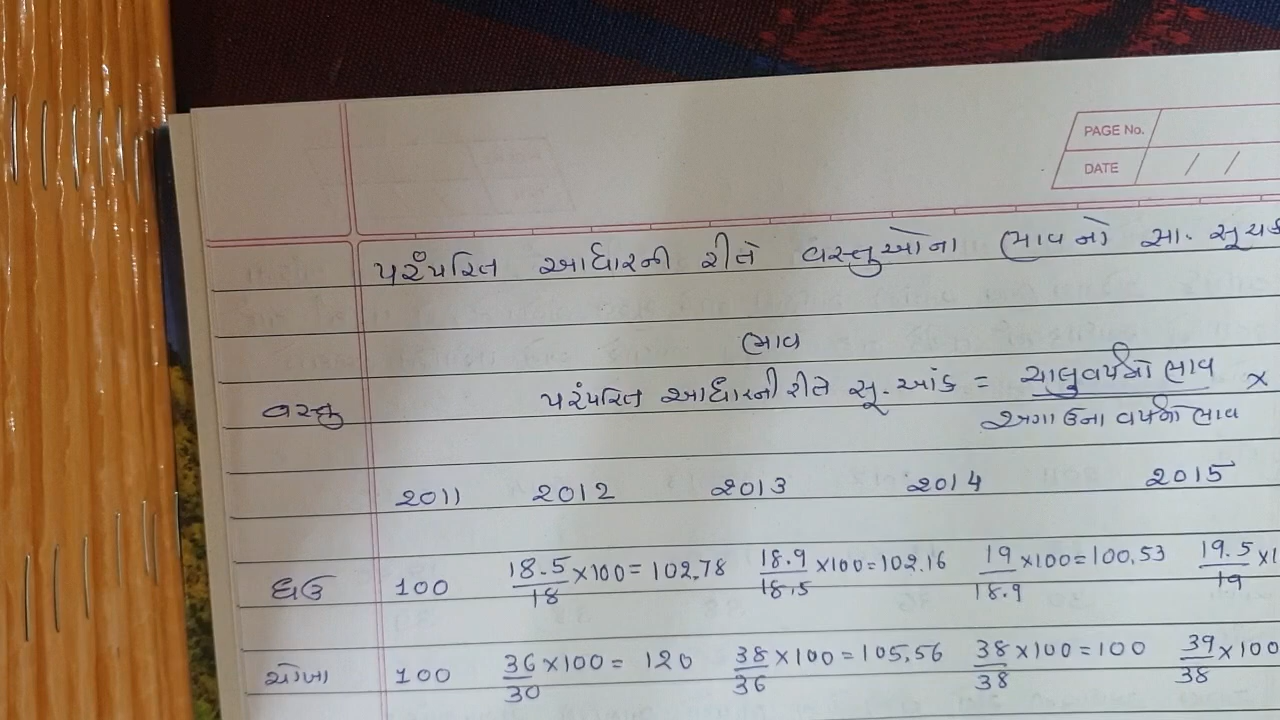 PAGE No.
DATE / /
પરંપરિત આધારની રીતે વસ્તુઓના ભાવનો સા. સૂચક
ભાવ
વસ્તુ પરંપરિત આધારની રીતે સૂ.આંક = ચાલુવર્ષનો ભાવ ×
અગાઉના વર્ષનો ભાવ
2011 2012 2013 2014 2015
ઘઉં 100 18.5/18 ×100 = 102.78 18.9/18.5 ×100=102.16 19/18.9 ×100=100.53 19.5/19 ×1
ચોખા 100 36/30 ×100 = 120 38/36 ×100 = 105.56 38/38 ×100 = 100 39/38 ×100